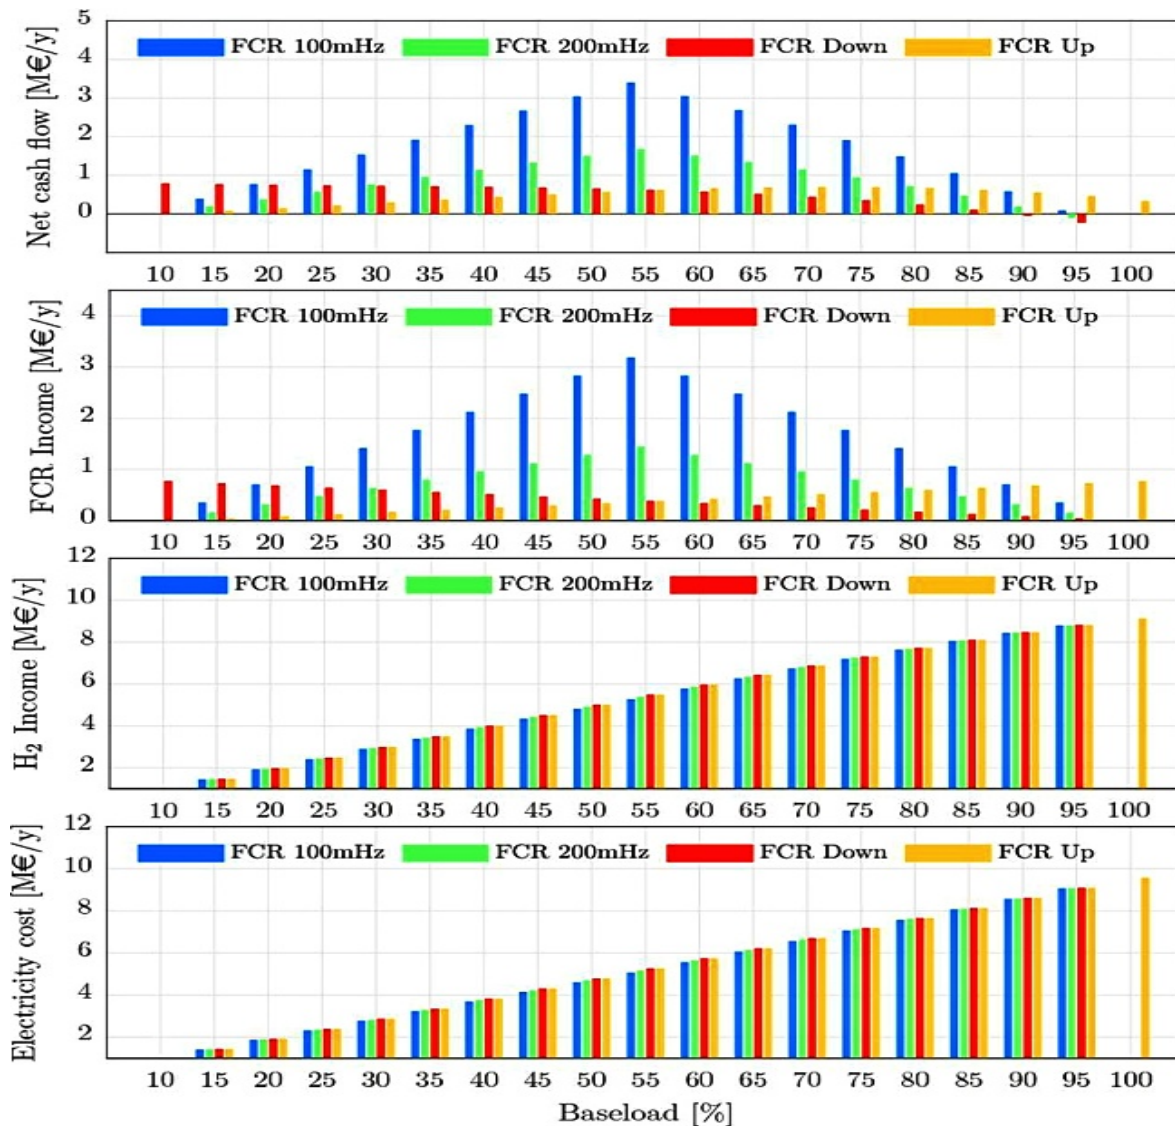 Net cash flow [M€/y]
5
4
3
2
1
0
FCR 100mHz FCR 200mHz FCR Down FCR Up
10 15 20 25 30 35 40 45 50 55 60 65 70 75 80 85 90 95 100
FCR Income [M€/y]
4
3
2
1
0
FCR 100mHz FCR 200mHz FCR Down FCR Up
10 15 20 25 30 35 40 45 50 55 60 65 70 75 80 85 90 95 100
H₂ Income [M€/y]
12
10
8
6
4
2
FCR 100mHz FCR 200mHz FCR Down FCR Up
10 15 20 25 30 35 40 45 50 55 60 65 70 75 80 85 90 95 100
Electricity cost [M€/y]
12
10
8
6
4
2
FCR 100mHz FCR 200mHz FCR Down FCR Up
10 15 20 25 30 35 40 45 50 55 60 65 70 75 80 85 90 95 100
Baseload [%]